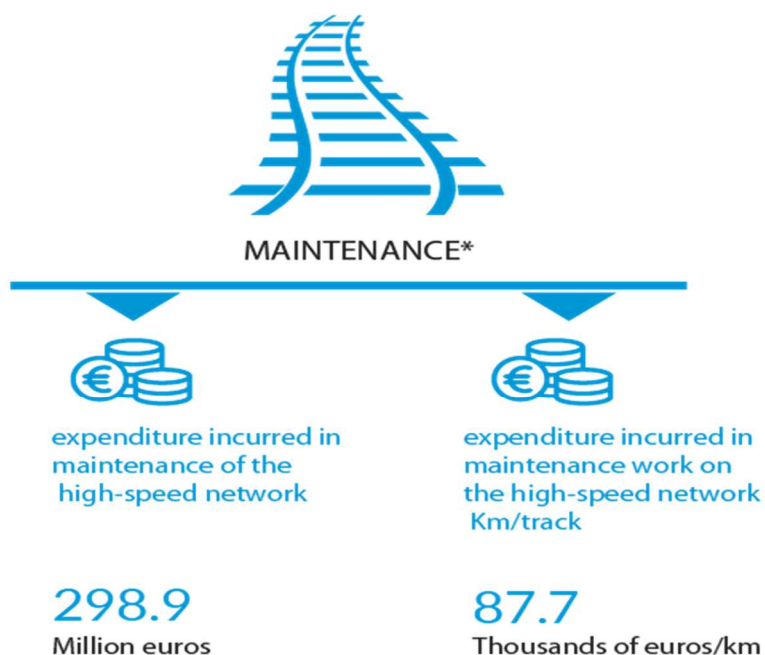 MAINTENANCE*
€
expenditure incurred in
maintenance of the
high-speed network
298.9
Million euros
€
expenditure incurred in
maintenance work on
the high-speed network
Km/track
87.7
Thousands of euros/km